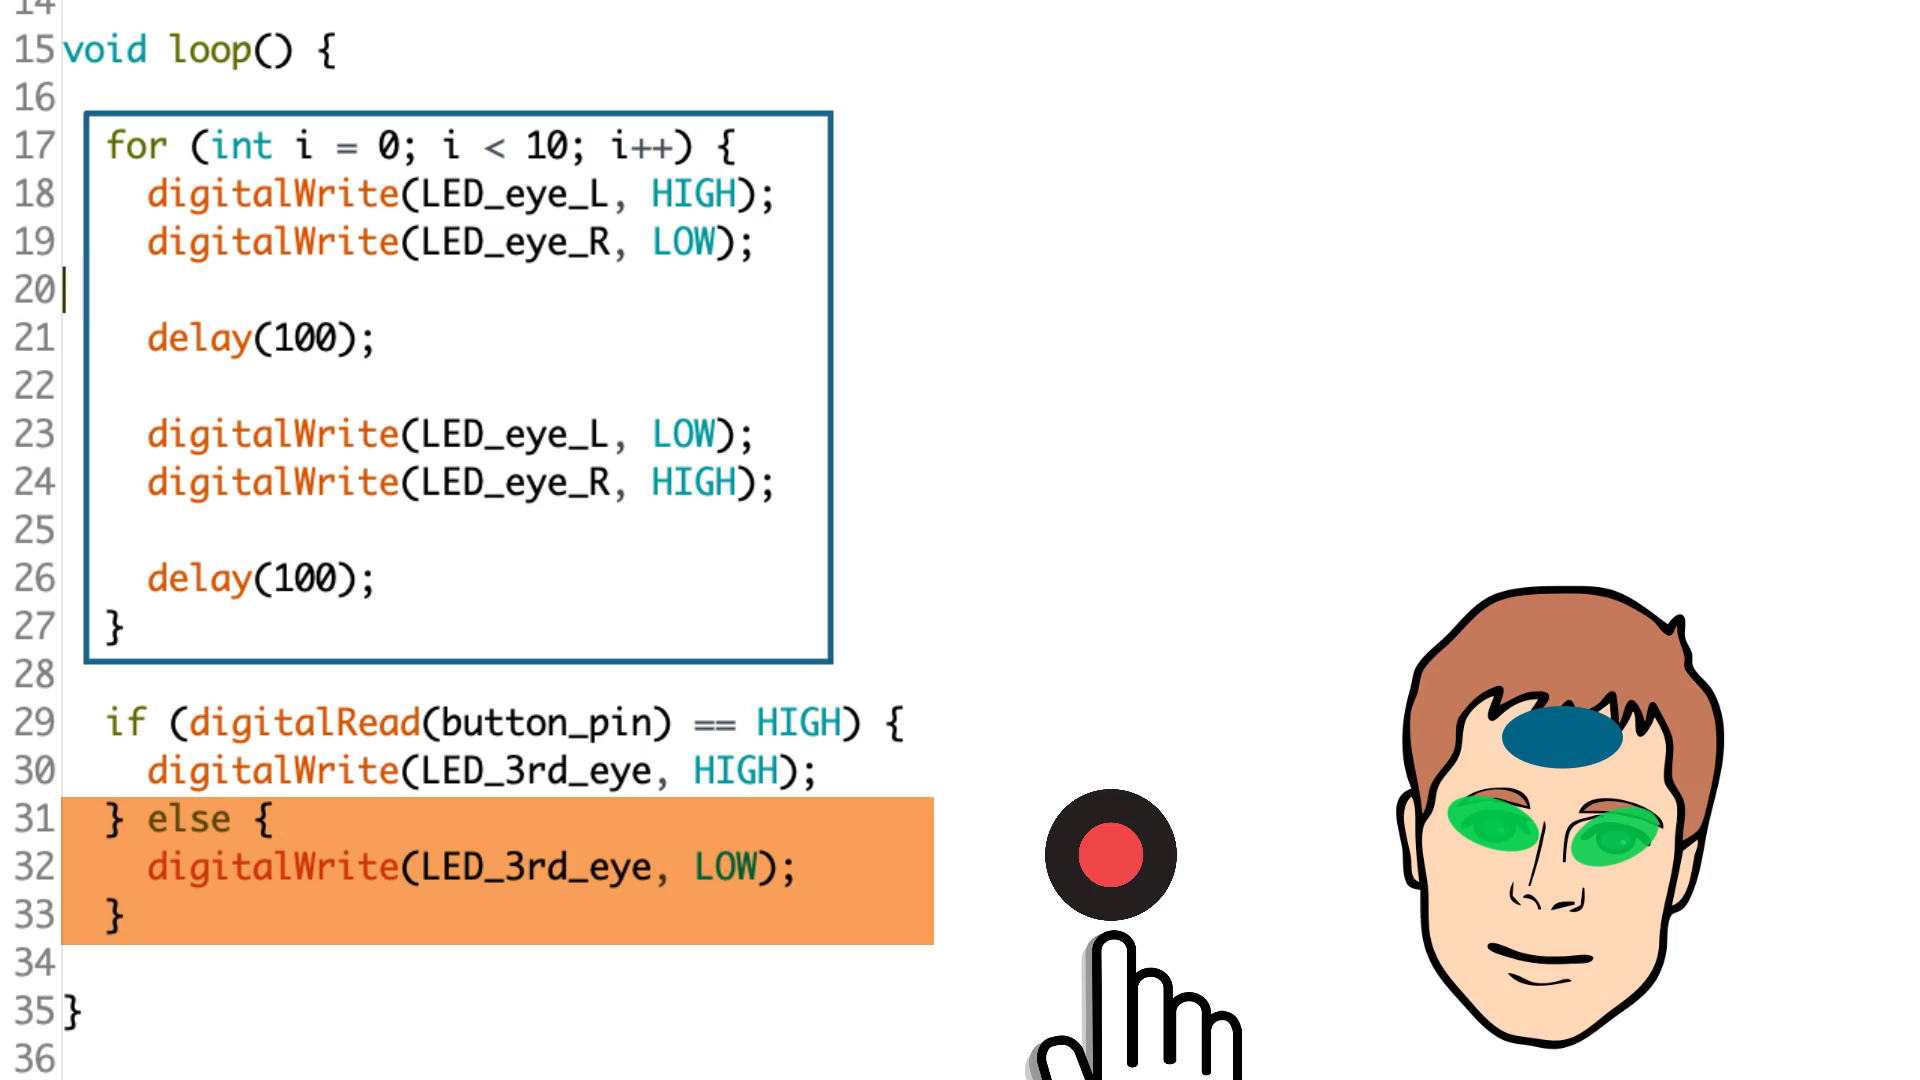 14
15 void loop() {
16
17 for (int i = 0; i < 10; i++) {
18 digitalWrite(LED_eye_L, HIGH);
19 digitalWrite(LED_eye_R, LOW);
20
21 delay(100);
22
23 digitalWrite(LED_eye_L, LOW);
24 digitalWrite(LED_eye_R, HIGH);
25
26 delay(100);
27 }
28
29 if (digitalRead(button_pin) == HIGH) {
30 digitalWrite(LED_3rd_eye, HIGH);
31 } else {
32 digitalWrite(LED_3rd_eye, LOW);
33 }
34
35 }
36